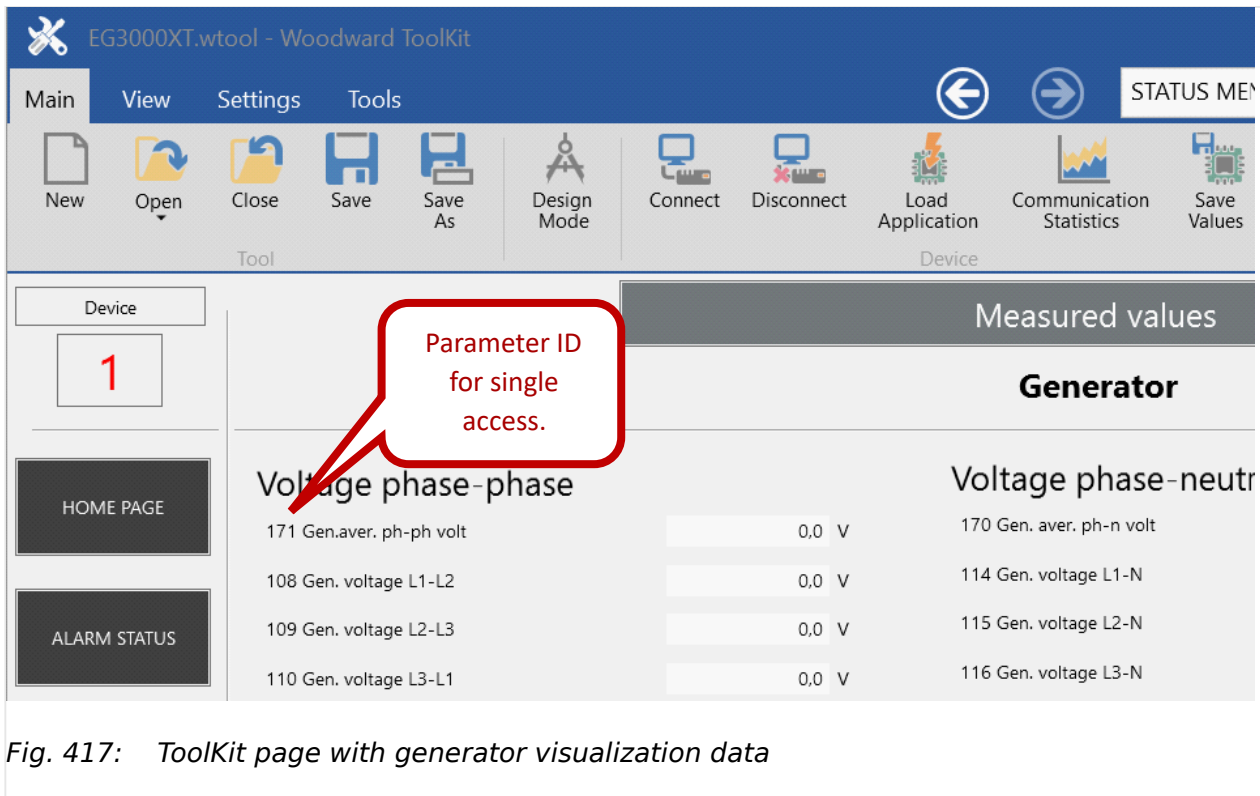 EG3000XT.wtool - Woodward ToolKit
Main View Settings Tools
STATUS MEN
New Open Close Save Save As Design Mode Connect Disconnect Load Application Communication Statistics Save Values
Tool Device
Device
1
Measured values
Parameter ID
for single
access.
Generator
HOME PAGE
ALARM STATUS
Voltage phase-phase
171 Gen.aver. ph-ph volt 0,0 V
108 Gen. voltage L1-L2 0,0 V
109 Gen. voltage L2-L3 0,0 V
110 Gen. voltage L3-L1 0,0 V
Voltage phase-neutr
170 Gen. aver. ph-n volt
114 Gen. voltage L1-N
115 Gen. voltage L2-N
116 Gen. voltage L3-N
Fig. 417: ToolKit page with generator visualization data